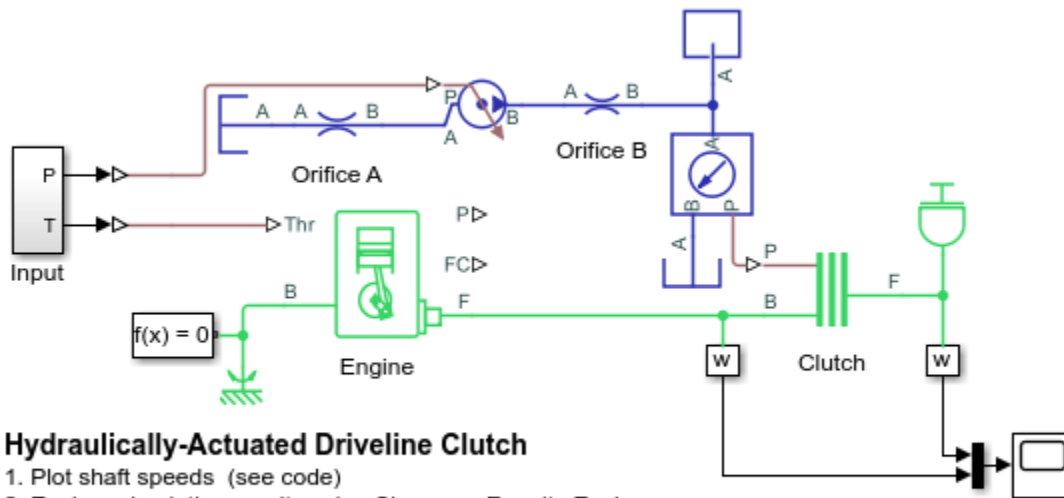 A
P
A A B
A B
B
A
Orifice B
A
P
Orifice A
T
Thr
P
B P
A
P
Input
FC
F
B
F
B
f(x) = 0
Engine
w
Clutch
w
Hydraulically-Actuated Driveline Clutch
1. Plot shaft speeds (see code)